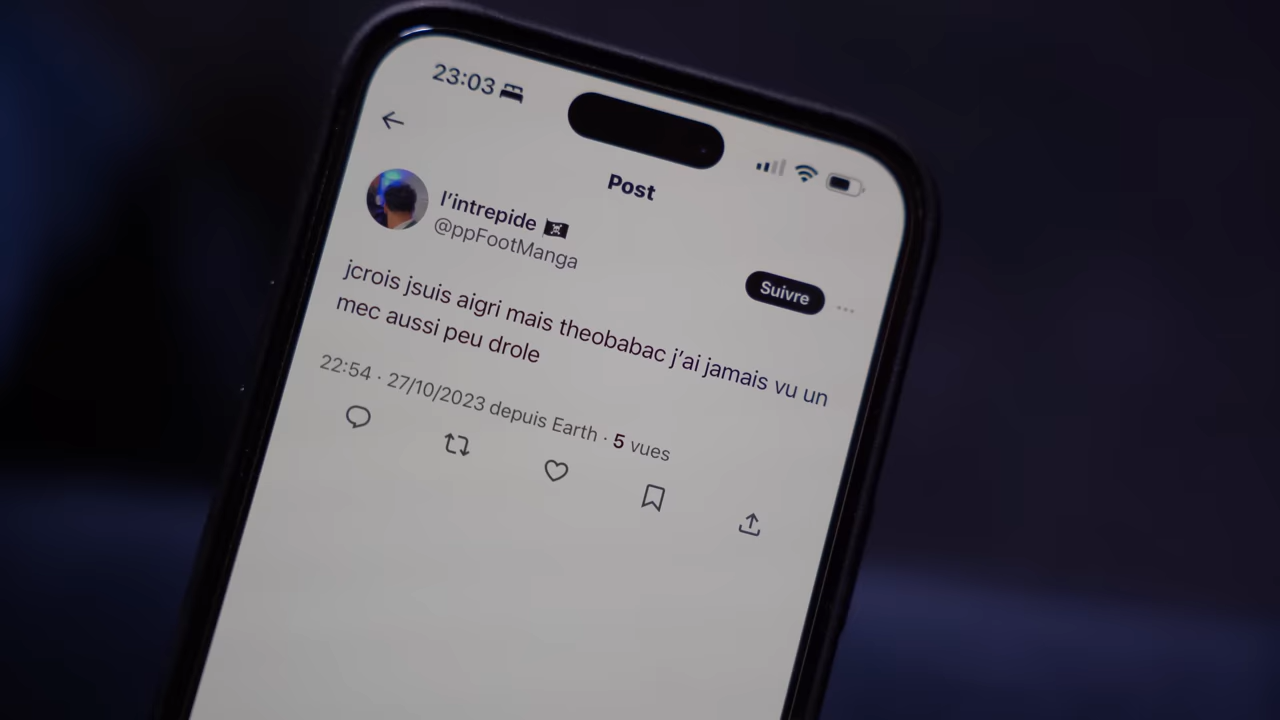 23:03
Post
l’intrepide
@ppFootManga
Suivre
jcrois jsuis aigri mais theobabac j’ai jamais vu un
mec aussi peu drole
22:54 · 27/10/2023 depuis Earth · 5 vues